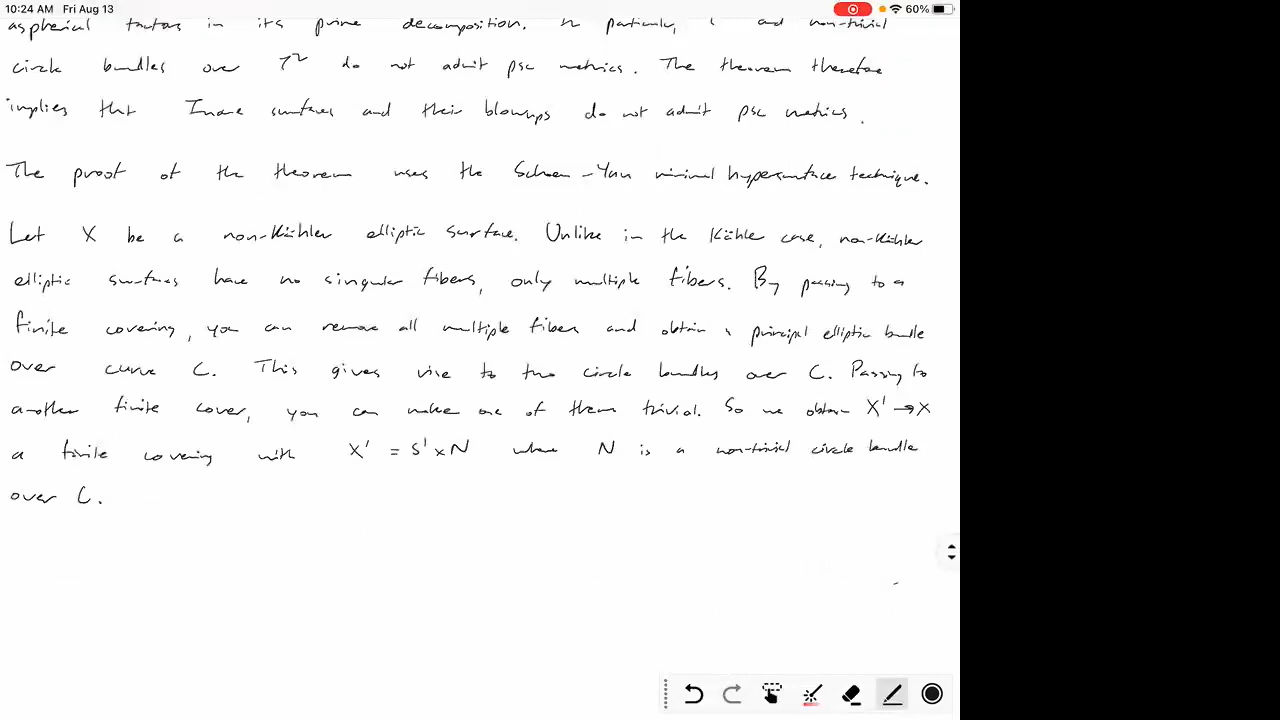 10:24 AM Fri Aug 13 60%
aspherical factors in its prime decomposition. In particular, and non-trivial
circle bundles over T² do not admit psc metrics. The theorem therefore
implies that Inoue surfaces and their blowups do not admit psc metrics.
The proof of the theorem uses the Schoen-Yau minimal hypersurface technique.
Let X be a non-Kähler elliptic surface. Unlike in the Kähler case, non-Kähler
elliptic surfaces have no singular fibers, only multiple fibers. By passing to a
finite covering, you can remove all multiple fibers and obtain a principal elliptic bundle
over curve C. This gives rise to two circle bundles over C. Passing to
another finite cover, you can make one of them trivial. So we obtain X' → X
a finite covering with X' = S¹ × N where N is a non-trivial circle bundle
over C.